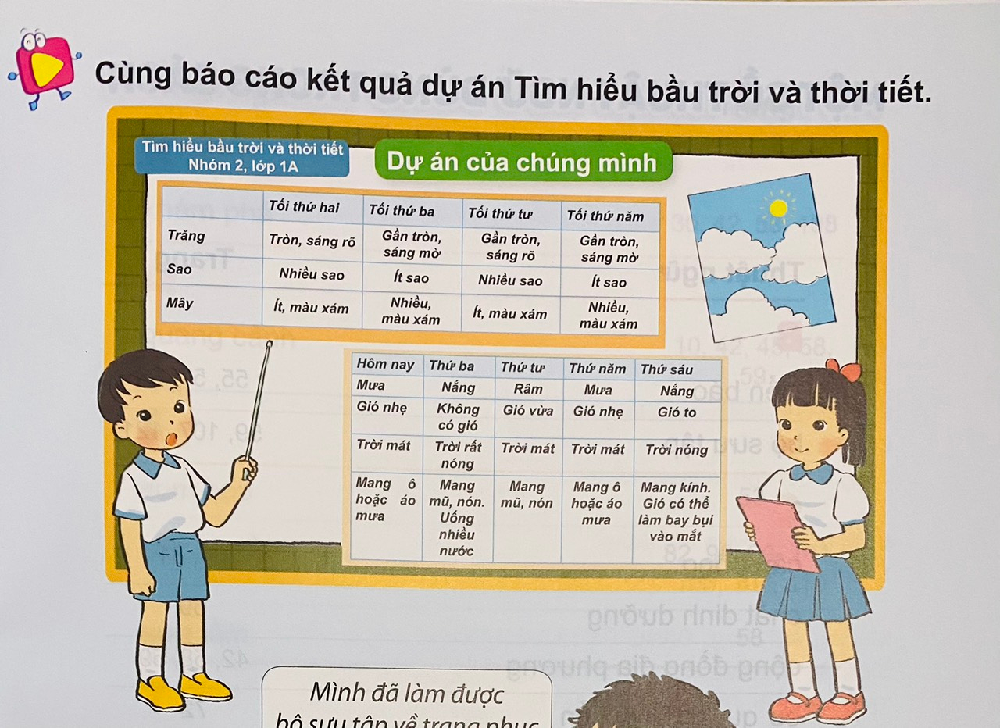 Cùng báo cáo kết quả dự án Tìm hiểu bầu trời và thời tiết.
Tìm hiểu bầu trời và thời tiết
Nhóm 2, lớp 1A
Dự án của chúng mình
Tối thứ hai Tối thứ ba Tối thứ tư Tối thứ năm
Trăng Tròn, sáng rõ Gần tròn, sáng mờ Gần tròn, sáng rõ Gần tròn, sáng mờ
Sao Nhiều sao Ít sao Nhiều sao Ít sao
Mây Ít, màu xám Nhiều, màu xám Ít, màu xám Nhiều, màu xám
Hôm nay Thứ ba Thứ tư Thứ năm Thứ sáu
Mưa Nắng Râm Mưa Nắng
Gió nhẹ Không có gió Gió vừa Gió nhẹ Gió to
Trời mát Trời rất nóng Trời mát Trời mát Trời nóng
Mang ô hoặc áo mưa Mang mũ, nón. Uống nhiều nước Mang mũ, nón Mang ô hoặc áo mưa Mang kính. Gió có thể làm bay bụi vào mắt
Mình đã làm được
bộ sưu tập về trang phục